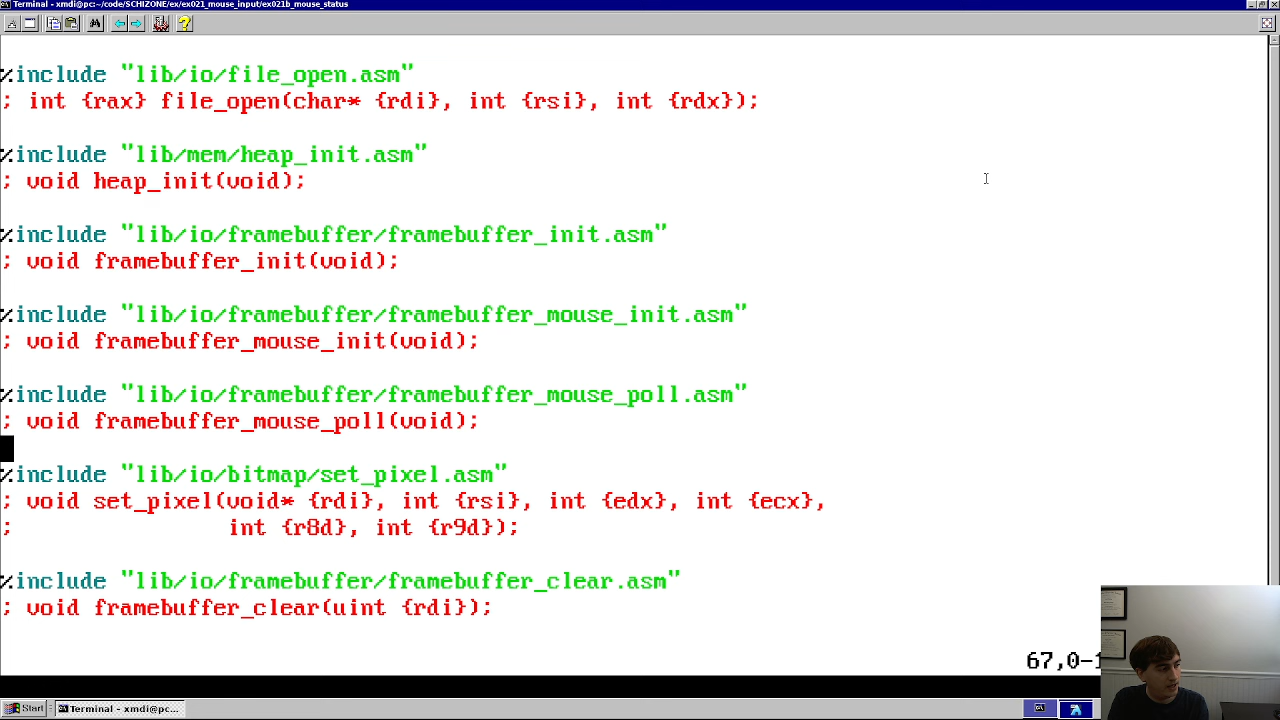 Terminal - xmdi@pc:~/code/SCHIZONE/ex/ex021_mouse_input/ex021b_mouse_status
%include "lib/io/file_open.asm"
; int {rax} file_open(char* {rdi}, int {rsi}, int {rdx});
%include "lib/mem/heap_init.asm"
; void heap_init(void);
%include "lib/io/framebuffer/framebuffer_init.asm"
; void framebuffer_init(void);
%include "lib/io/framebuffer/framebuffer_mouse_init.asm"
; void framebuffer_mouse_init(void);
%include "lib/io/framebuffer/framebuffer_mouse_poll.asm"
; void framebuffer_mouse_poll(void);
%include "lib/io/bitmap/set_pixel.asm"
; void set_pixel(void* {rdi}, int {rsi}, int {edx}, int {ecx},
; int {r8d}, int {r9d});
%include "lib/io/framebuffer/framebuffer_clear.asm"
; void framebuffer_clear(uint {rdi});
67,0-1
Start
Terminal - xmdi@p...